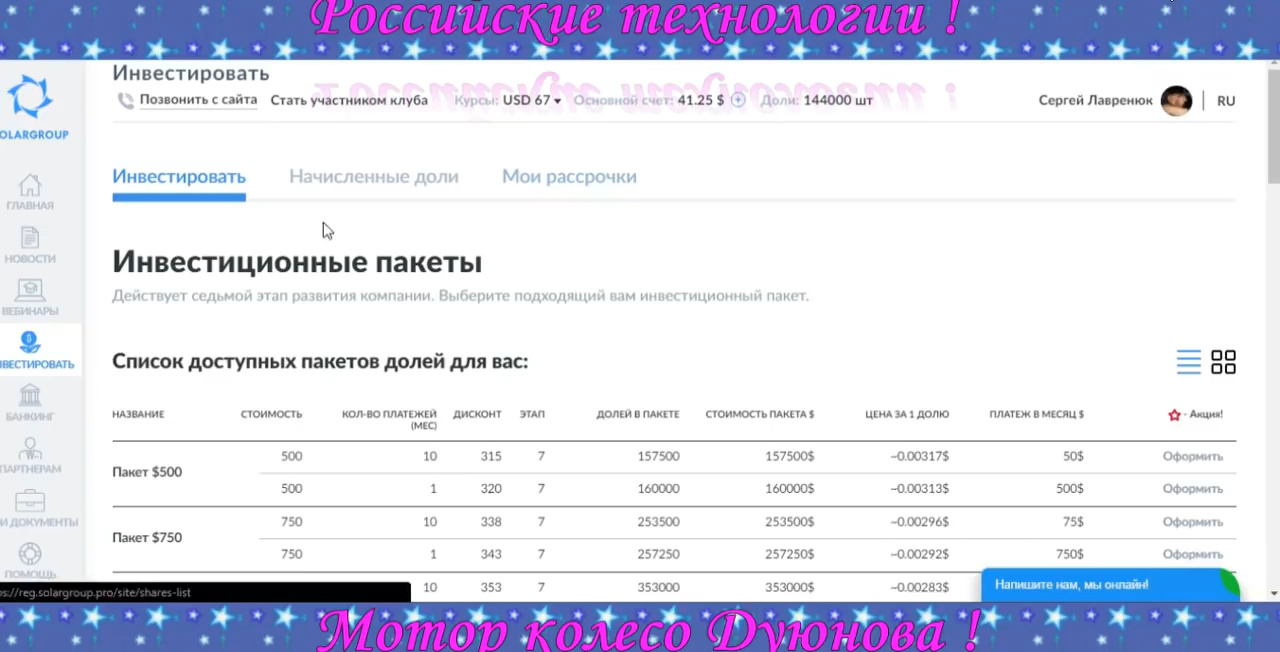 Российские технологии !
Инвестировать
Позвонить с сайта Стать участником клуба Курсы: USD 67 Основной счет: 41.25 $ Доли: 144000 шт Сергей Лавренюк RU
OLARGROUP
Инвестировать Начисленные доли Мои рассрочки
ГЛАВНАЯ
НОВОСТИ
ВЕБИНАРЫ
НВЕСТИРОВАТЬ
БАНКИНГ
ПАРТНЕРАМ
И ДОКУМЕНТЫ
ПОМОЩЬ
Инвестиционные пакеты
Действует седьмой этап развития компании. Выберите подходящий вам инвестиционный пакет.
Список доступных пакетов долей для вас:
НАЗВАНИЕ СТОИМОСТЬ КОЛ-ВО ПЛАТЕЖЕЙ (МЕС) ДИСКОНТ ЭТАП ДОЛЕЙ В ПАКЕТЕ СТОИМОСТЬ ПАКЕТА $ ЦЕНА ЗА 1 ДОЛЮ ПЛАТЕЖ В МЕСЯЦ $ - Акция!
Пакет $500
500 10 315 7 157500 157500$ ~0.00317$ 50$ Оформить
500 1 320 7 160000 160000$ ~0.00313$ 500$ Оформить
Пакет $750
750 10 338 7 253500 253500$ ~0.00296$ 75$ Оформить
750 1 343 7 257250 257250$ ~0.00292$ 750$ Оформить
10 353 7 353000 353000$ ~0.00283$
Напишите нам, мы онлайн!
ps://reg.solargroup.pro/site/shares-list
Мотор колесо Дуюнова !